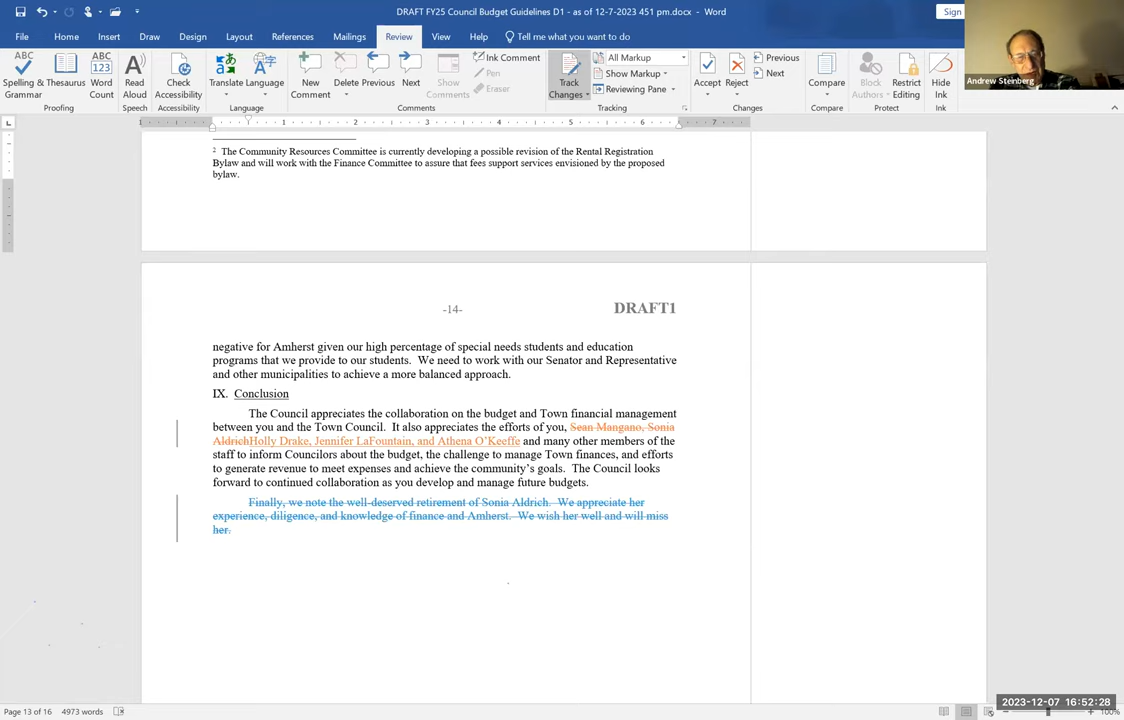 DRAFT FY25 Council Budget Guidelines D1 - as of 12-7-2023 451 pm.docx - Word
Sign
File Home Insert Draw Design Layout References Mailings Review View Help Tell me what you want to do
ABC
Spelling & Grammar
Thesaurus
ABC 123
Word Count
Read Aloud
Check Accessibility
Translate
Language
New Comment
Delete
Previous
Next
Show Comments
Ink Comment
Pen
Eraser
Track Changes
All Markup
Show Markup
Reviewing Pane
Accept
Reject
Previous
Next
Compare
Block Authors
Restrict Editing
Hide Ink
Proofing Speech Accessibility Language Comments Tracking Changes Compare Protect Ink
Andrew Steinberg
1 1 2 3 4 5 6 7
2 The Community Resources Committee is currently developing a possible revision of the Rental Registration
Bylaw and will work with the Finance Committee to assure that fees support services envisioned by the proposed
bylaw.
-14- DRAFT1
negative for Amherst given our high percentage of special needs students and education
programs that we provide to our students. We need to work with our Senator and Representative
and other municipalities to achieve a more balanced approach.
IX. Conclusion
The Council appreciates the collaboration on the budget and Town financial management
between you and the Town Council. It also appreciates the efforts of you, Sean Mangano, Sonia
AldrichHolly Drake, Jennifer LaFountain, and Athena O'Keeffe and many other members of the
staff to inform Councilors about the budget, the challenge to manage Town finances, and efforts
to generate revenue to meet expenses and achieve the community's goals. The Council looks
forward to continued collaboration as you develop and manage future budgets.
Finally, we note the well-deserved retirement of Sonia Aldrich. We appreciate her
experience, diligence, and knowledge of finance and Amherst. We wish her well and will miss
her.
2023-12-07 16:52:28
Page 13 of 16 4973 words
100%